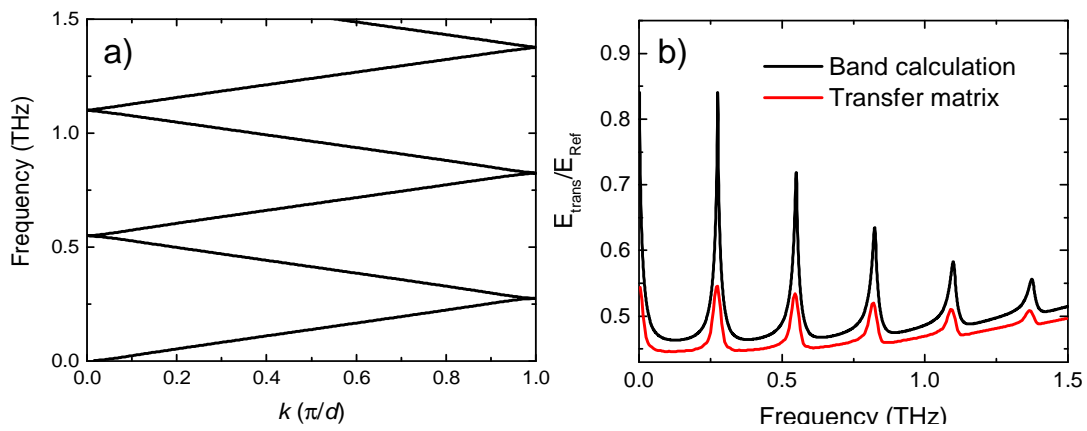 a)
1.5
1.0
0.5
0.0
Frequency (THz)
0.0 0.2 0.4 0.6 0.8 1.0
k (π/d)
b)
Band calculation
Transfer matrix
0.9
0.8
0.7
0.6
0.5
E_trans/E_Ref
0.0 0.5 1.0 1.5
Frequency (THz)